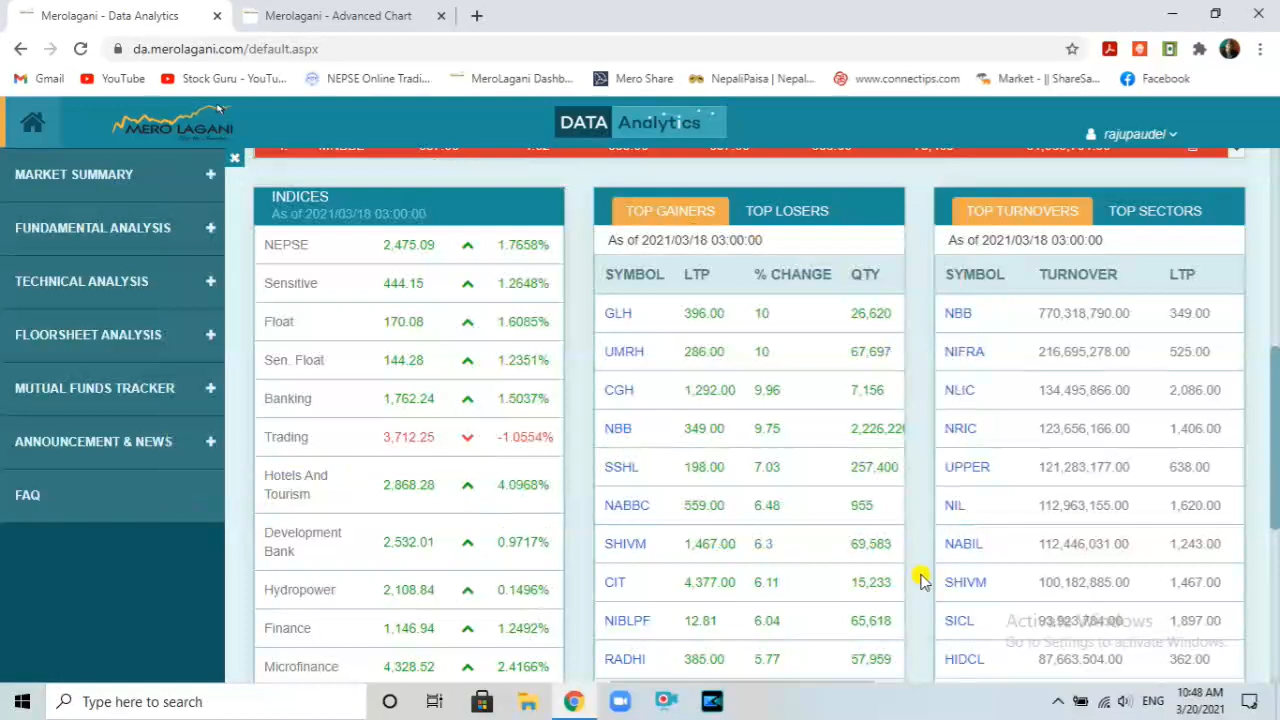 Merolagani - Data Analytics
Merolagani - Advanced Chart
da.merolagani.com/default.aspx
Gmail YouTube Stock Guru - YouTu... NEPSE Online Tradi... MeroLagani Dashb... Mero Share NepaliPaisa | Nepal... www.connectips.com Market - || ShareSa... Facebook
MERO LAGANI
DATA Analytics
rajupaudel
MARKET SUMMARY
FUNDAMENTAL ANALYSIS
TECHNICAL ANALYSIS
FLOORSHEET ANALYSIS
MUTUAL FUNDS TRACKER
ANNOUNCEMENT & NEWS
FAQ
INDICES
As of 2021/03/18 03:00:00
NEPSE 2,475.09 1.7658%
Sensitive 444.15 1.2648%
Float 170.08 1.6085%
Sen. Float 144.28 1.2351%
Banking 1,762.24 1.5037%
Trading 3,712.25 -1.0554%
Hotels And Tourism 2,868.28 4.0968%
Development Bank 2,532.01 0.9717%
Hydropower 2,108.84 0.1496%
Finance 1,146.94 1.2492%
Microfinance 4,328.52 2.4166%
TOP GAINERS TOP LOSERS
As of 2021/03/18 03:00:00
SYMBOL LTP % CHANGE QTY
GLH 396.00 10 26,620
UMRH 286.00 10 67,697
CGH 1,292.00 9.96 7,156
NBB 349.00 9.75
SSHL 198.00 7.03 257,400
NABBC 559.00 6.48 955
SHIVM 1,467.00 6.3 69,583
CIT 4,377.00 6.11 15,233
NIBLPF 12.81 6.04 65,618
RADHI 385.00 5.77 57,959
TOP TURNOVERS TOP SECTORS
As of 2021/03/18 03:00:00
SYMBOL TURNOVER LTP
NBB 770,318,790.00 349.00
NIFRA 216,695,278.00 525.00
NLIC 134,495,866.00 2,086.00
NRIC 123,656,166.00 1,406.00
UPPER 121,283,177.00 638.00
NIL 112,963,155.00 1,620.00
NABIL 112,446,031.00 1,243.00
SHIVM 100,182,885.00 1,467.00
SICL 93,923,784.00 1,897.00
HIDCL 87,663,504.00 362.00
Activate Windows
Go to Settings to activate Windows.
Type here to search
ENG
10:48 AM
3/20/2021